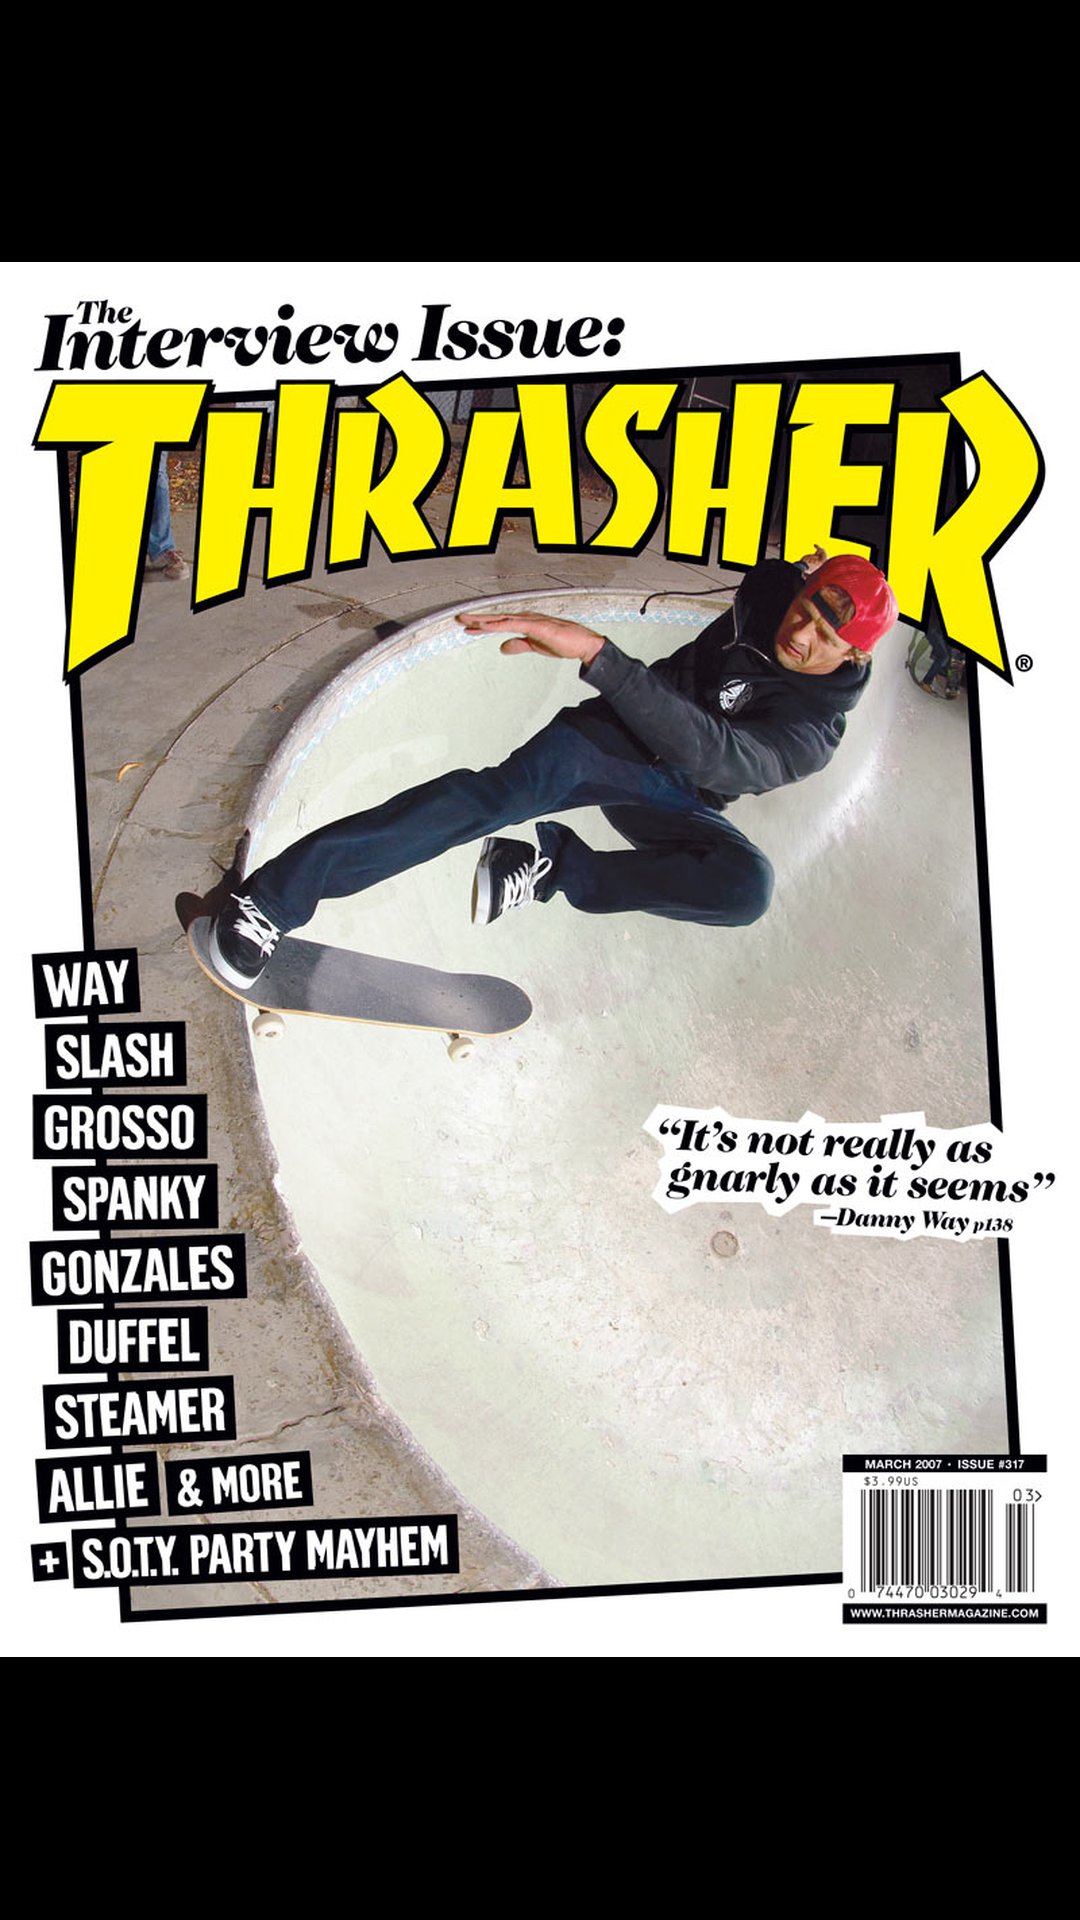 The
Interview Issue:
THRASHER®
WAY
SLASH
GROSSO
SPANKY
GONZALES
DUFFEL
STEAMER
ALLIE & MORE
+ S.O.T.Y. PARTY MAYHEM
“It’s not really as
gnarly as it seems”
–Danny Way p138
MARCH 2007 • ISSUE #317
$3.99US
03>
0 74470 03029 4
WWW.THRASHERMAGAZINE.COM